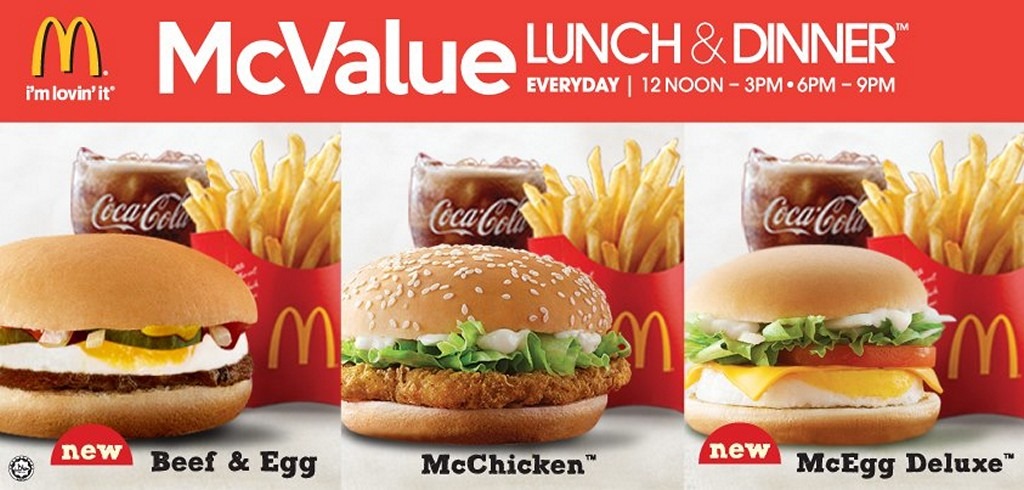 i'm lovin' it®
McValue
LUNCH & DINNER™
EVERYDAY | 12 NOON – 3PM • 6PM – 9PM
Coca-Cola
Coca-Cola
Coca-Cola
new
Beef & Egg
McChicken™
new
McEgg Deluxe™